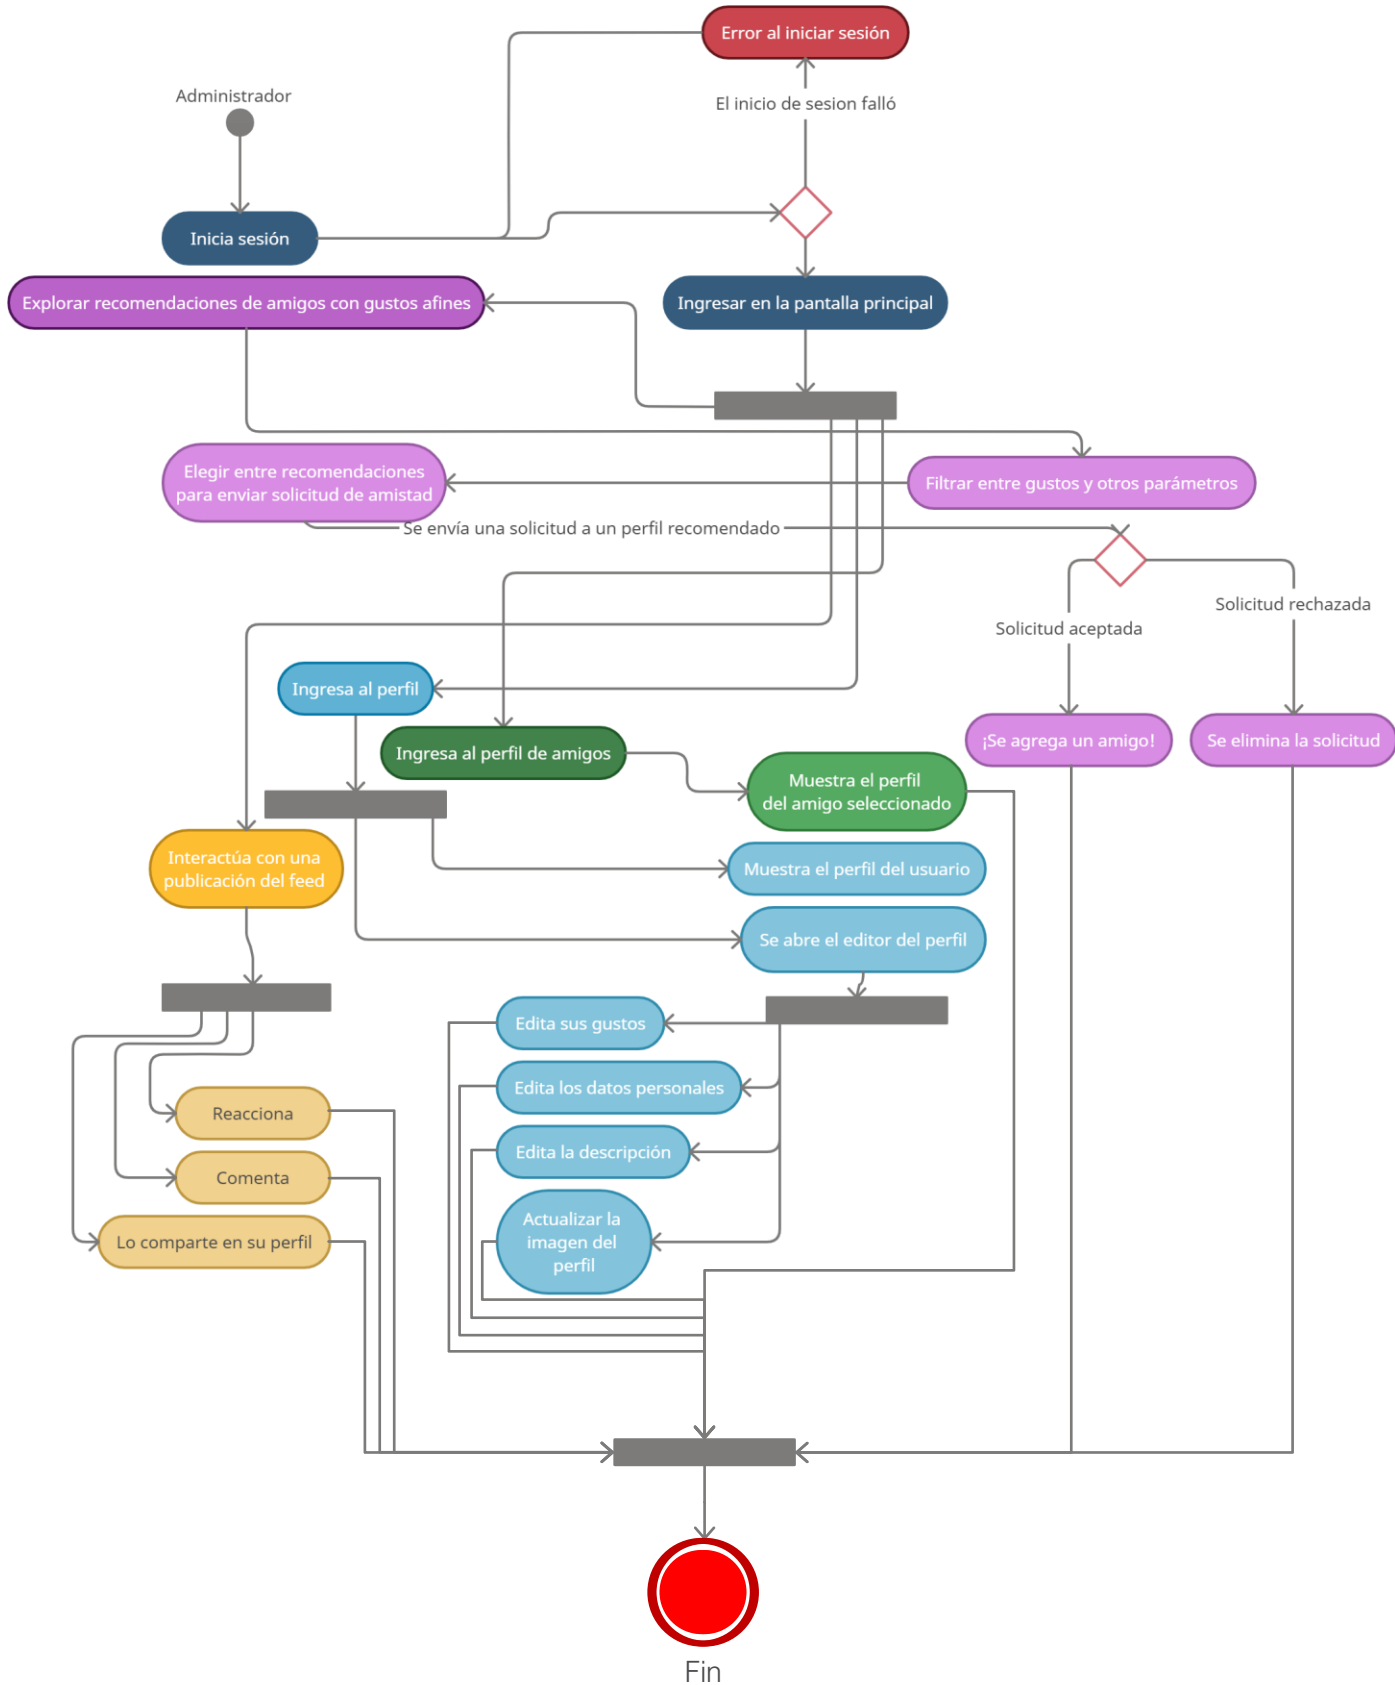 Error al iniciar sesión
Administrador
El inicio de sesion falló
Inicia sesión
Explorar recomendaciones de amigos con gustos afines
Ingresar en la pantalla principal
Elegir entre recomendaciones
para enviar solicitud de amistad
Filtrar entre gustos y otros parámetros
Se envía una solicitud a un perfil recomendado
Solicitud rechazada
Solicitud aceptada
Ingresa al perfil
Ingresa al perfil de amigos
¡Se agrega un amigo!
Se elimina la solicitud
Muestra el perfil
del amigo seleccionado
Interactúa con una
publicación del feed
Muestra el perfil del usuario
Se abre el editor del perfil
Edita sus gustos
Edita los datos personales
Reacciona
Edita la descripción
Comenta
Actualizar la
imagen del
perfil
Lo comparte en su perfil
Fin